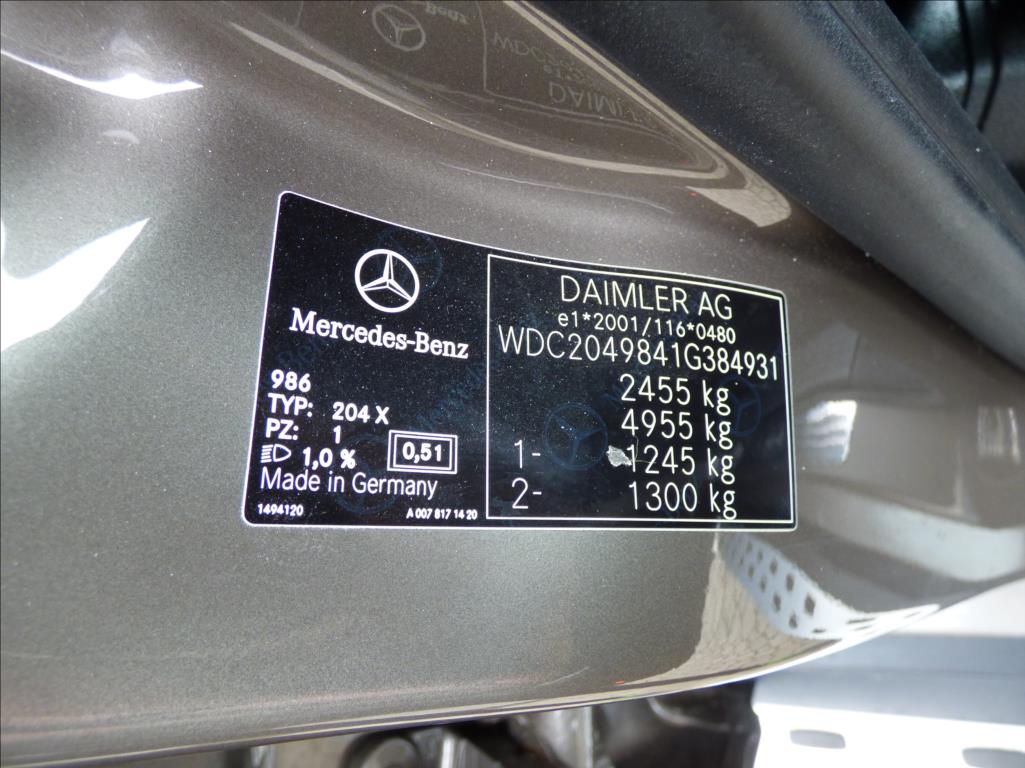 Mercedes-Benz
986
TYP: 204 X
PZ: 1
1,0 %
0,51
Made in Germany
1494120
A 007 817 14 20
DAIMLER AG
e1*2001/116*0480
WDC2049841G384931
2455 kg
4955 kg
1- 1245 kg
2- 1300 kg